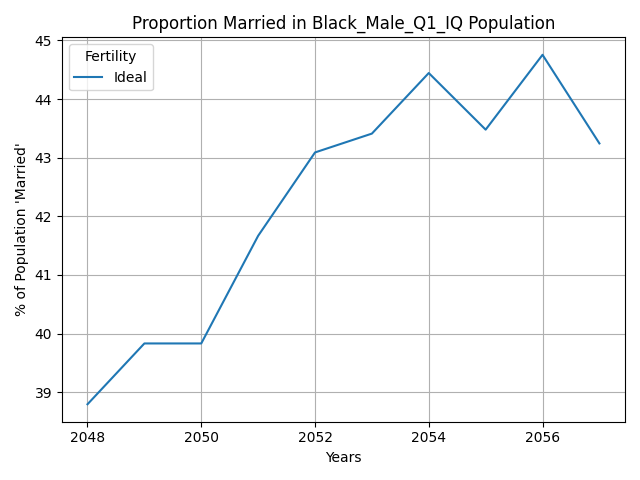 Proportion Married in Black_Male_Q1_IQ Population
45
44
43
42
41
40
39
% of Population 'Married'
Fertility
Ideal
2048
2050
2052
2054
2056
Years